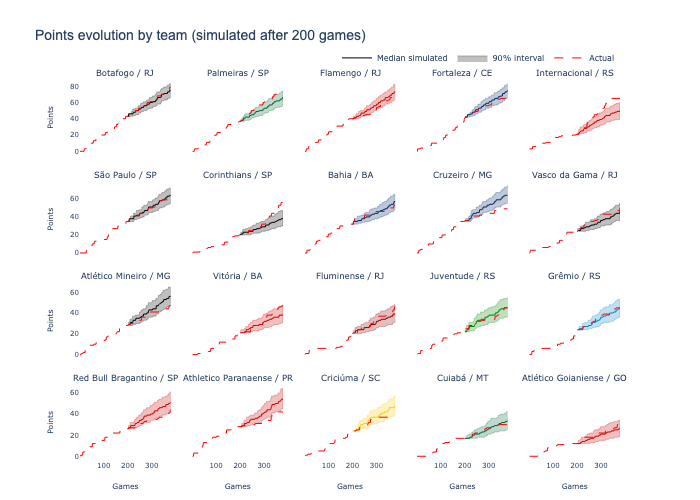 Points evolution by team (simulated after 200 games)
Median simulated 90% interval Actual
Botafogo / RJ Palmeiras / SP Flamengo / RJ Fortaleza / CE Internacional / RS
80
60
40
20
0
Points
São Paulo / SP Corinthians / SP Bahia / BA Cruzeiro / MG Vasco da Gama / RJ
60
40
20
0
Points
Atlético Mineiro / MG Vitória / BA Fluminense / RJ Juventude / RS Grêmio / RS
60
40
20
0
Points
Red Bull Bragantino / SP Athletico Paranaense / PR Criciúma / SC Cuiabá / MT Atlético Goianiense / GO
60
40
20
0
Points
100 200 300 100 200 300 100 200 300 100 200 300 100 200 300
Games Games Games Games Games